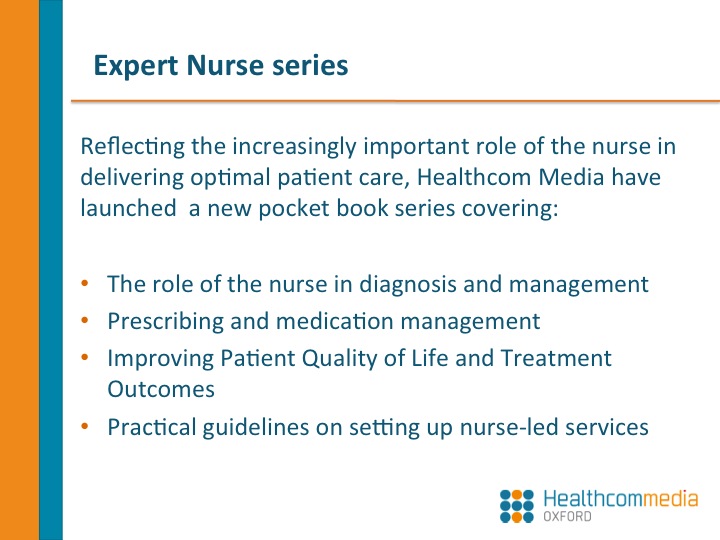 Expert Nurse series
Reflecting the increasingly important role of the nurse in
delivering optimal patient care, Healthcom Media have
launched  a new pocket book series covering:
• The role of the nurse in diagnosis and management
• Prescribing and medication management
• Improving Patient Quality of Life and Treatment
Outcomes
• Practical guidelines on setting up nurse-led services
Healthcommedia
OXFORD